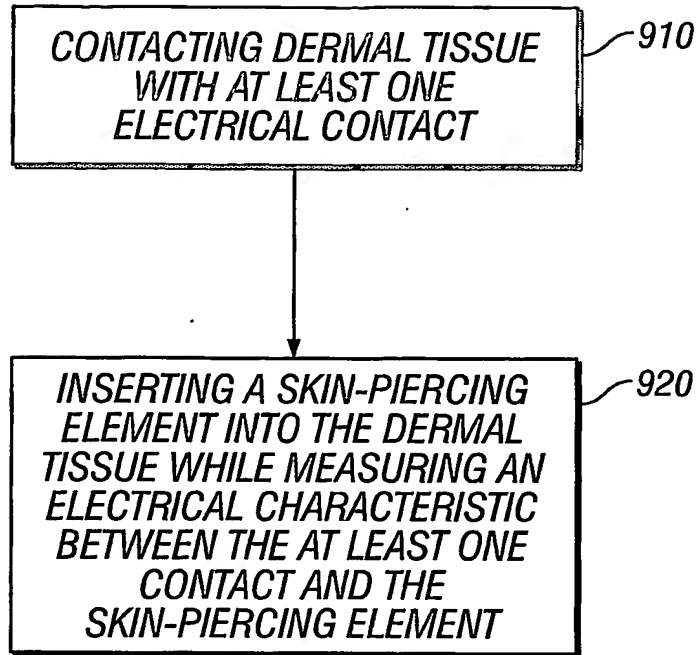 CONTACTING DERMAL TISSUE
WITH AT LEAST ONE
ELECTRICAL CONTACT
910
INSERTING A SKIN-PIERCING
ELEMENT INTO THE DERMAL
TISSUE WHILE MEASURING AN
ELECTRICAL CHARACTERISTIC
BETWEEN THE AT LEAST ONE
CONTACT AND THE
SKIN-PIERCING ELEMENT
920